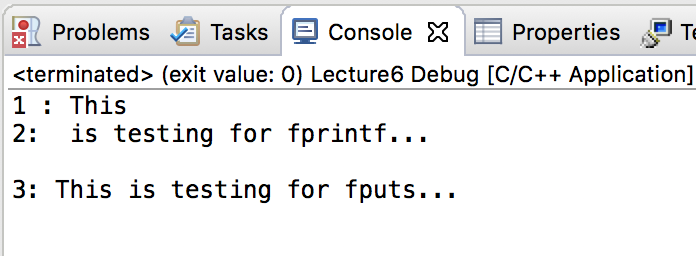 Problems Tasks Console Properties Te
<terminated> (exit value: 0) Lecture6 Debug [C/C++ Application]
1 : This
2:  is testing for fprintf...
3: This is testing for fputs...